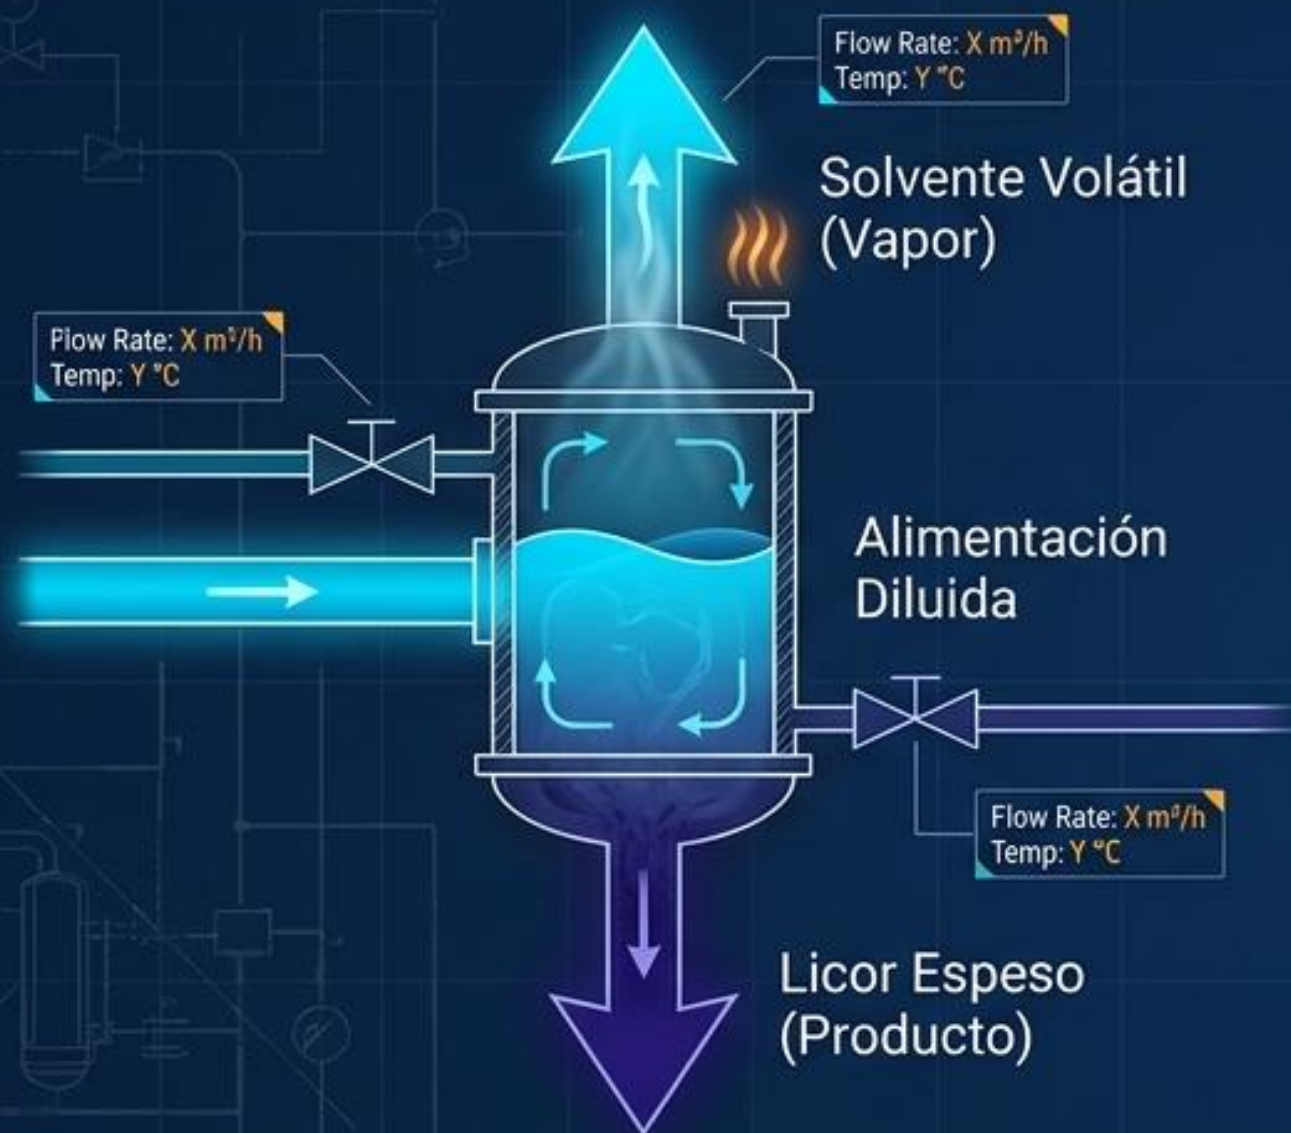 Flow Rate: X m³/h
Temp: Y °C
Solvente Volátil
(Vapor)
Flow Rate: X m³/h
Temp: Y °C
Alimentación
Diluida
Flow Rate: X m³/h
Temp: Y °C
Licor Espeso
(Producto)